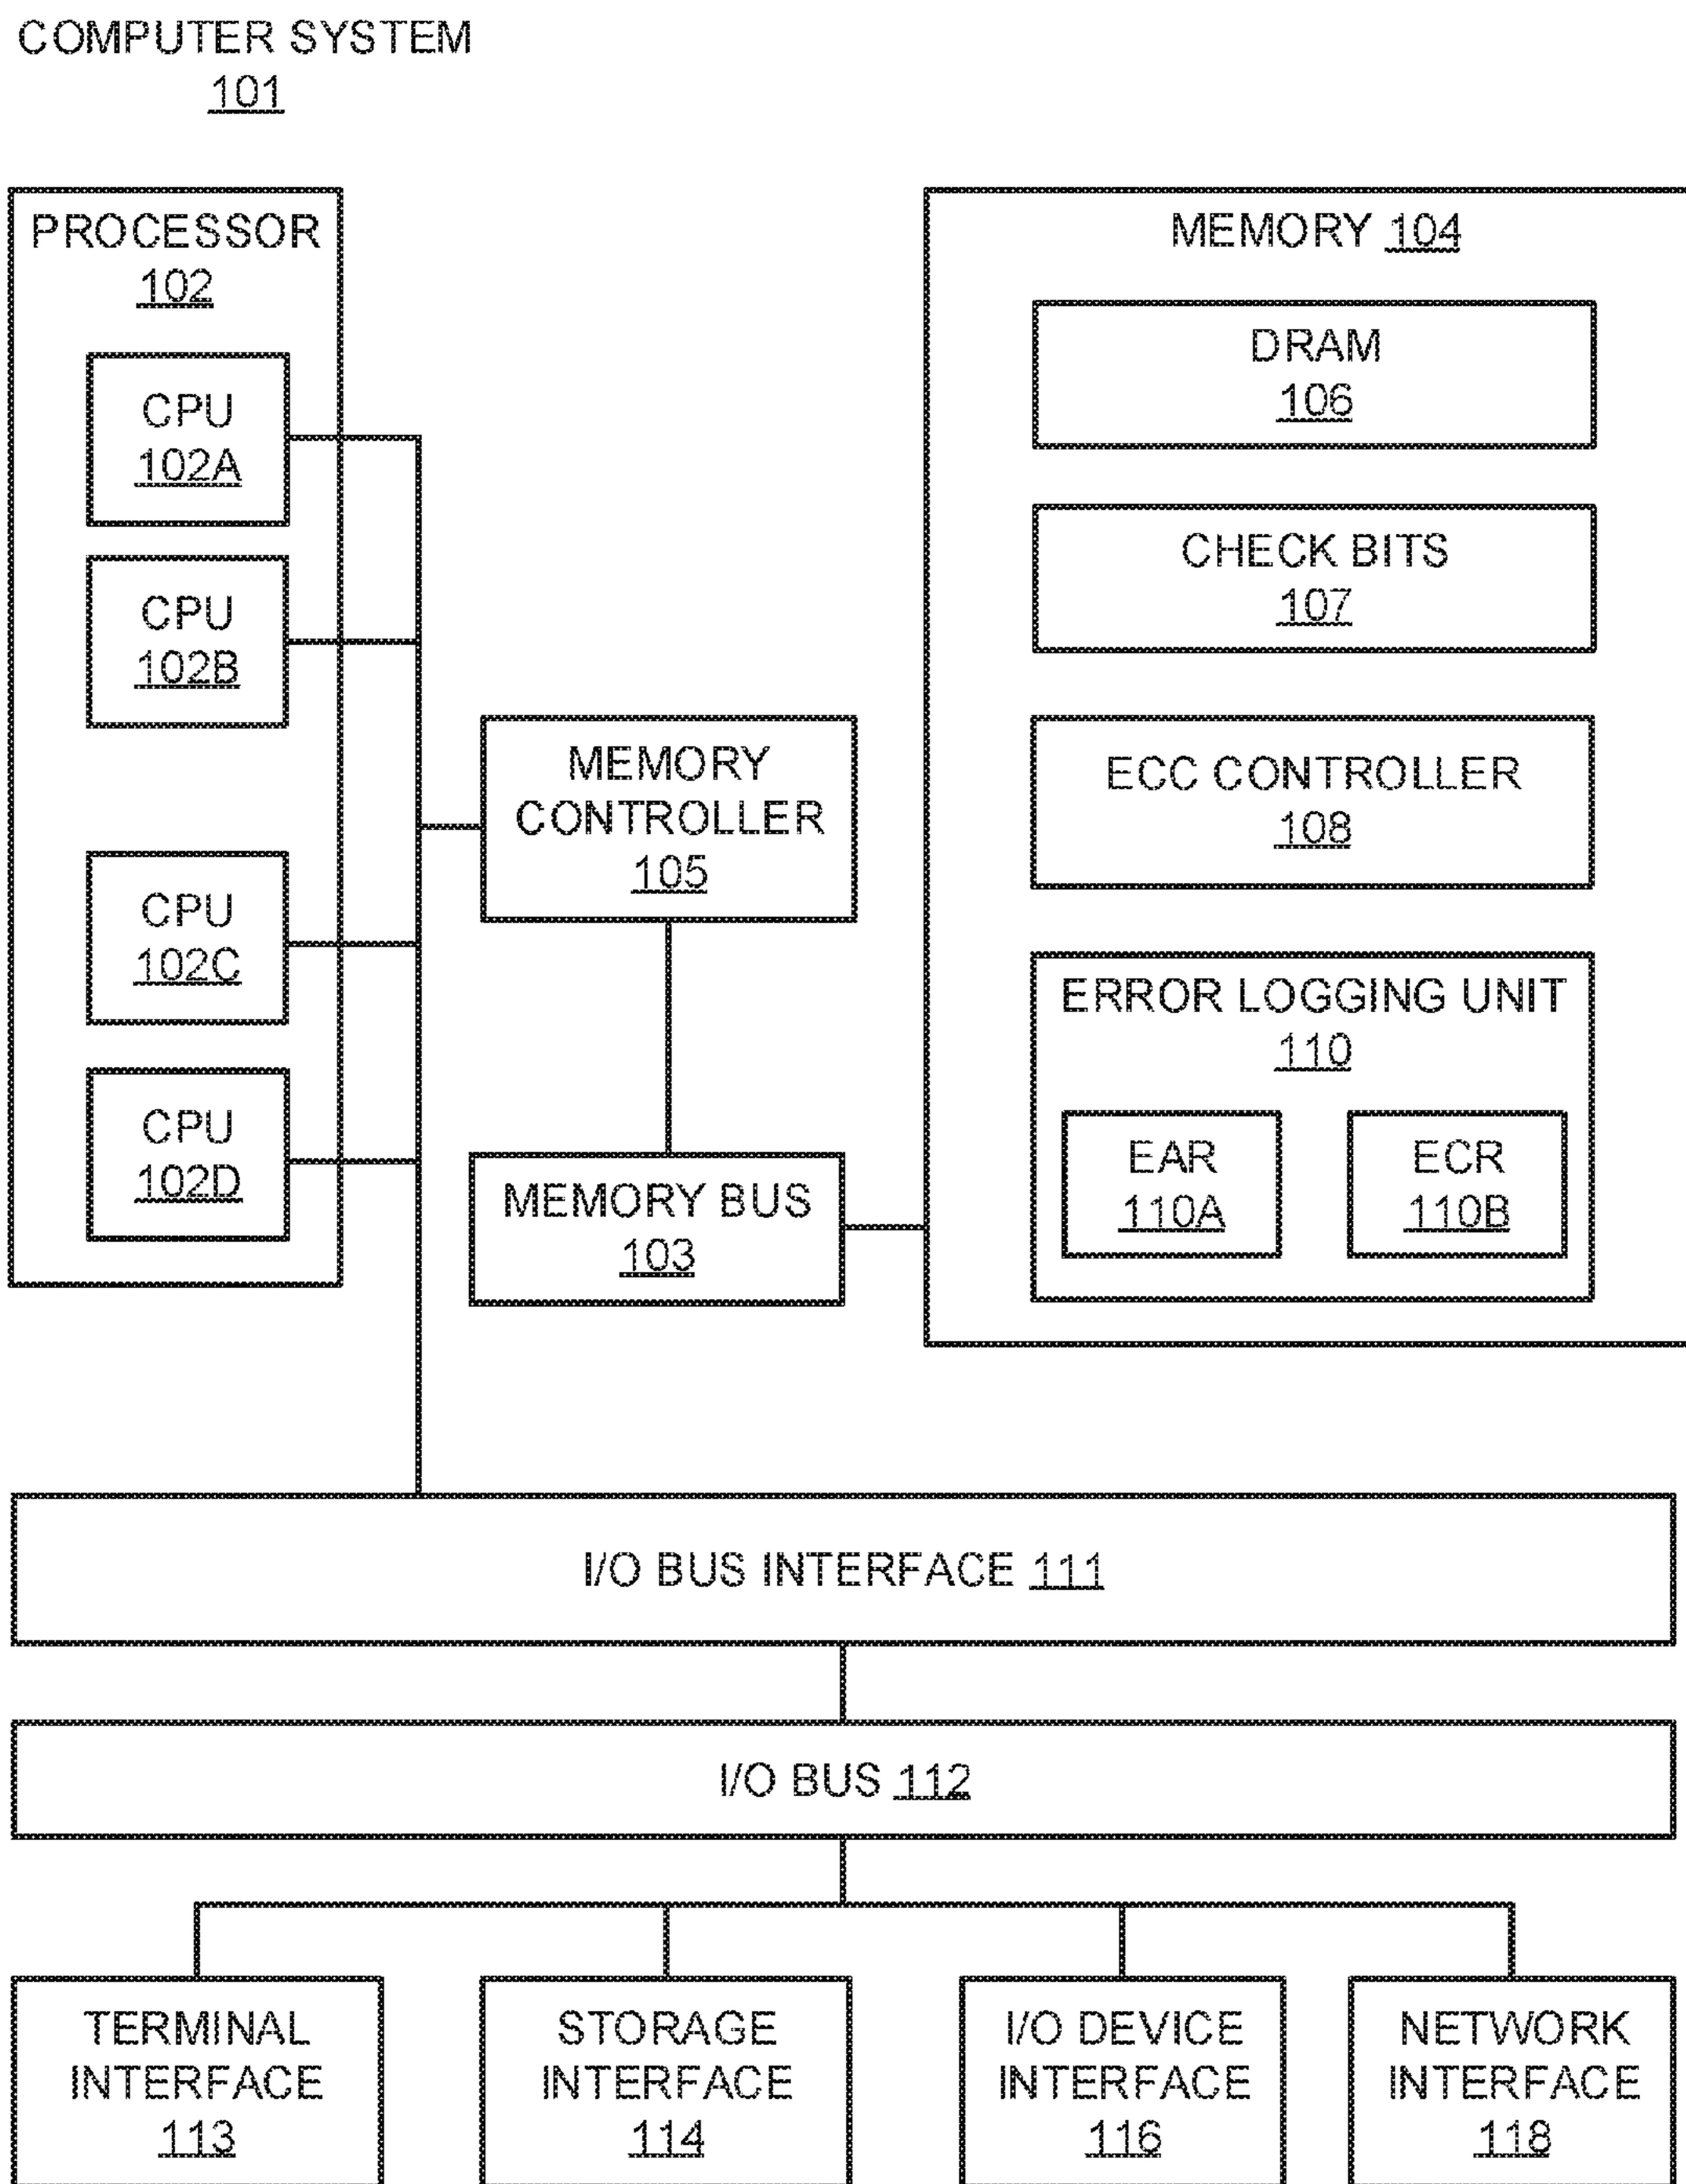 COMPUTER SYSTEM
101
PROCESSOR
102
CPU
102A
CPU
102B
CPU
102C
CPU
102D
MEMORY
CONTROLLER
105
MEMORY BUS
103
MEMORY 104
DRAM
106
CHECK BITS
107
ECC CONTROLLER
108
ERROR LOGGING UNIT
110
EAR
110A
ECR
110B
I/O BUS INTERFACE 111
I/O BUS 112
TERMINAL
INTERFACE
113
STORAGE
INTERFACE
114
I/O DEVICE
INTERFACE
116
NETWORK
INTERFACE
118